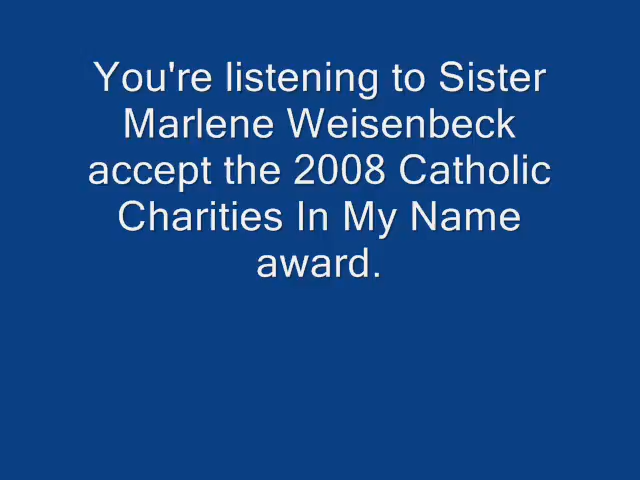 You're listening to Sister
Marlene Weisenbeck
accept the 2008 Catholic
Charities In My Name
award.